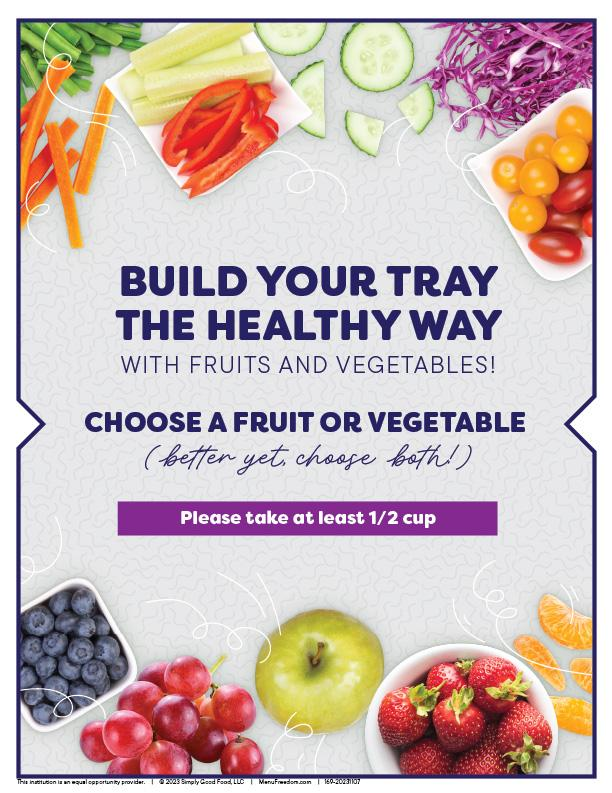 BUILD YOUR TRAY
THE HEALTHY WAY
WITH FRUITS AND VEGETABLES!
CHOOSE A FRUIT OR VEGETABLE
(better yet, choose both!)
Please take at least 1/2 cup
This institution is an equal opportunity provider. | © 2023 Simply Good Food, LLC | MenuFreedom.com | 169-20231107